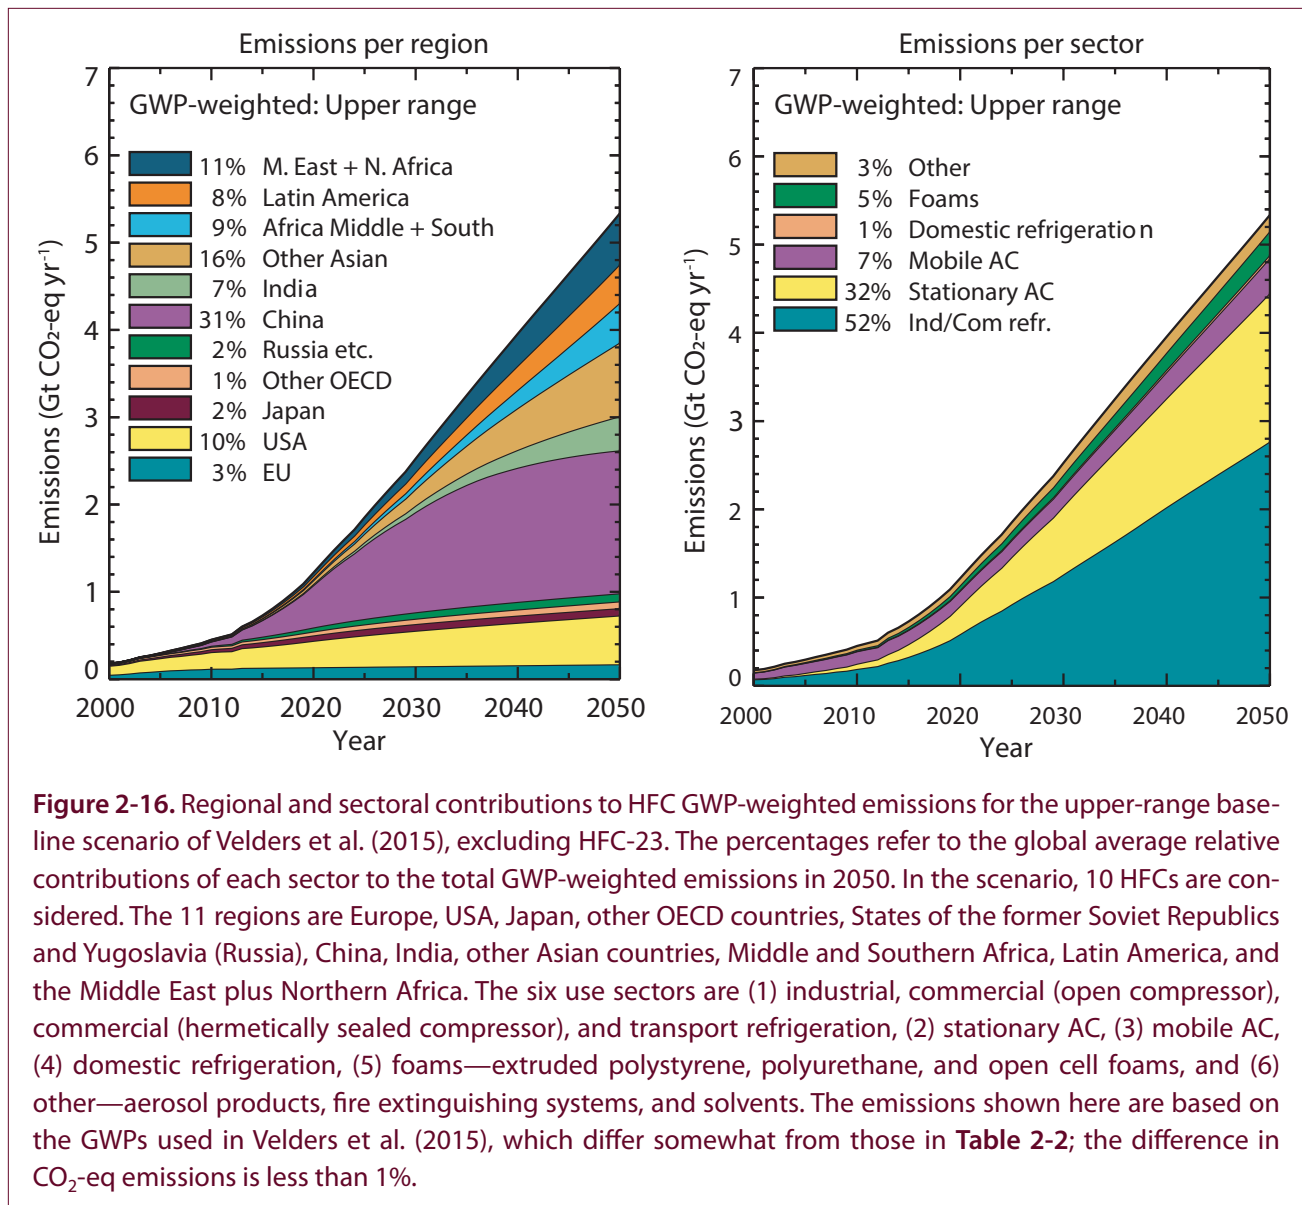 Emissions per region
7
6
5
4
3
2
1
0
Emissions (Gt CO₂-eq yr⁻¹)
GWP-weighted: Upper range
11% M. East + N. Africa
8% Latin America
9% Africa Middle + South
16% Other Asian
7% India
31% China
2% Russia etc.
1% Other OECD
2% Japan
10% USA
3% EU
2000 2010 2020 2030 2040 2050
Year
Emissions per sector
7
6
5
4
3
2
1
0
Emissions (Gt CO₂-eq yr⁻¹)
GWP-weighted: Upper range
3% Other
5% Foams
1% Domestic refrigeration
7% Mobile AC
32% Stationary AC
52% Ind/Com refr.
2000 2010 2020 2030 2040 2050
Year
Figure 2-16. Regional and sectoral contributions to HFC GWP-weighted emissions for the upper-range base-
line scenario of Velders et al. (2015), excluding HFC-23. The percentages refer to the global average relative
contributions of each sector to the total GWP-weighted emissions in 2050. In the scenario, 10 HFCs are con-
sidered. The 11 regions are Europe, USA, Japan, other OECD countries, States of the former Soviet Republics
and Yugoslavia (Russia), China, India, other Asian countries, Middle and Southern Africa, Latin America, and
the Middle East plus Northern Africa. The six use sectors are (1) industrial, commercial (open compressor),
commercial (hermetically sealed compressor), and transport refrigeration, (2) stationary AC, (3) mobile AC,
(4) domestic refrigeration, (5) foams—extruded polystyrene, polyurethane, and open cell foams, and (6)
other—aerosol products, fire extinguishing systems, and solvents. The emissions shown here are based on
the GWPs used in Velders et al. (2015), which differ somewhat from those in Table 2-2; the difference in
CO₂-eq emissions is less than 1%.